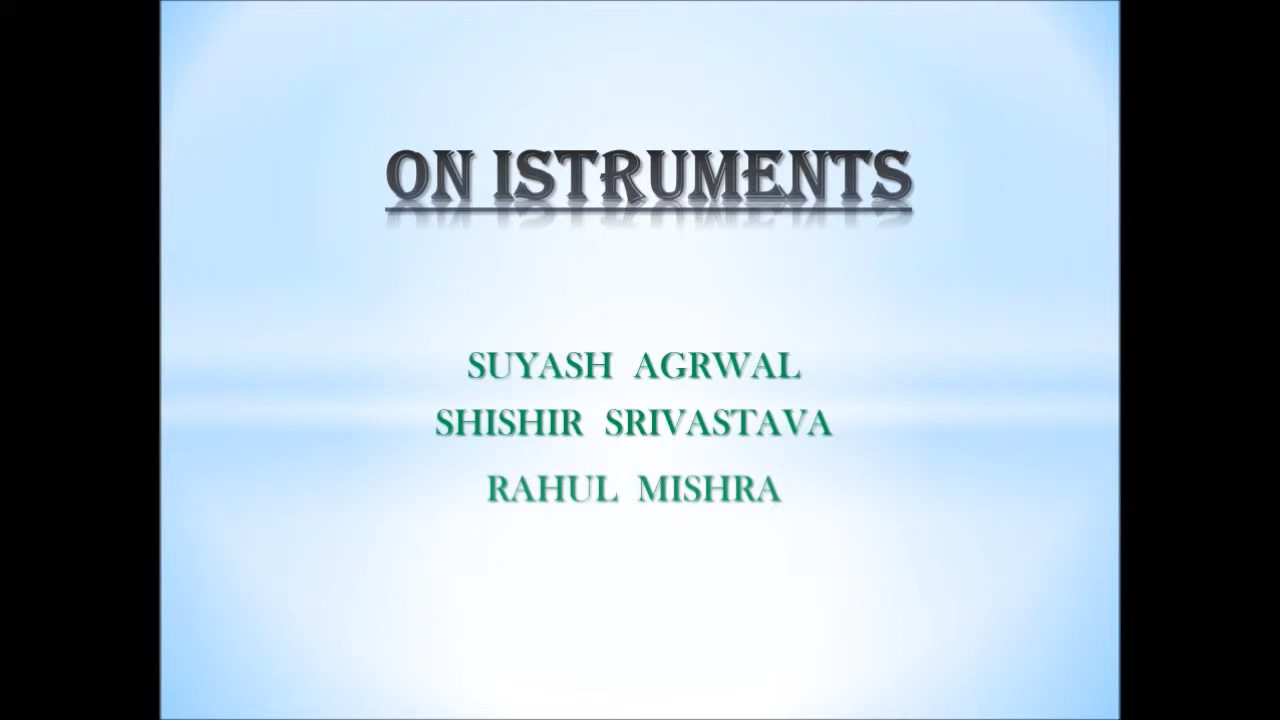 ON ISTRUMENTS
SUYASH AGRWAL
SHISHIR SRIVASTAVA
RAHUL MISHRA